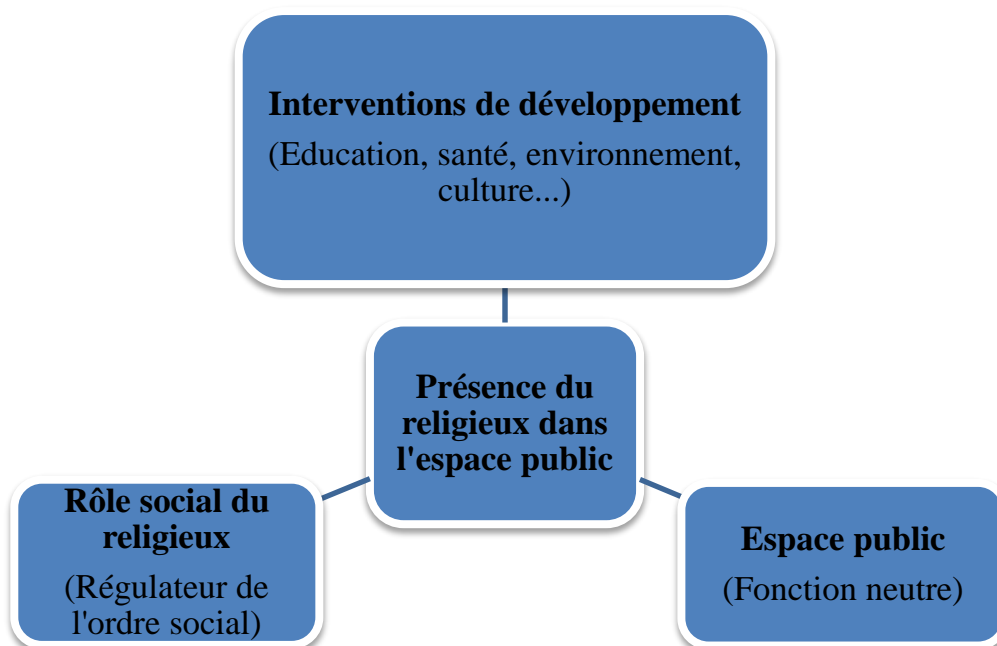 Interventions de développement
(Education, santé, environnement,
culture...)
Présence du
religieux dans
l'espace public
Rôle social du
religieux
(Régulateur de
l'ordre social)
Espace public
(Fonction neutre)